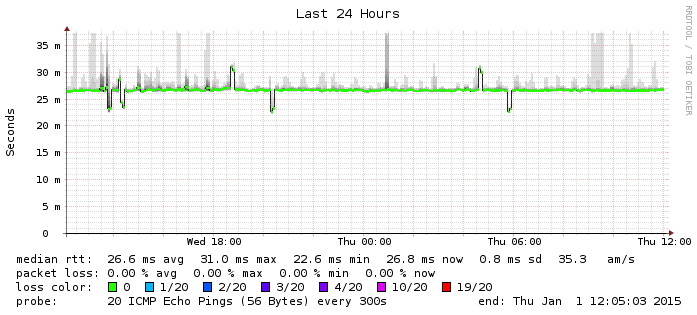 Last 24 Hours
RRDTOOL / TOBI OETIKER
Seconds
35 m
30 m
25 m
20 m
15 m
10 m
5 m
0
Wed 18:00 Thu 00:00 Thu 06:00 Thu 12:00
median rtt: 26.6 ms avg 31.0 ms max 22.6 ms min 26.8 ms now 0.8 ms sd 35.3 am/s
packet loss: 0.00 % avg 0.00 % max 0.00 % min 0.00 % now
loss color: 0 1/20 2/20 3/20 4/20 10/20 19/20
probe: 20 ICMP Echo Pings (56 Bytes) every 300s end: Thu Jan 1 12:05:03 2015